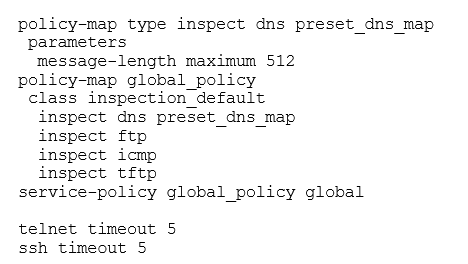 policy-map type inspect dns preset_dns_map
 parameters
  message-length maximum 512
policy-map global_policy
 class inspection_default
  inspect dns preset_dns_map
  inspect ftp
  inspect icmp
  inspect tftp
service-policy global_policy global

telnet timeout 5
ssh timeout 5